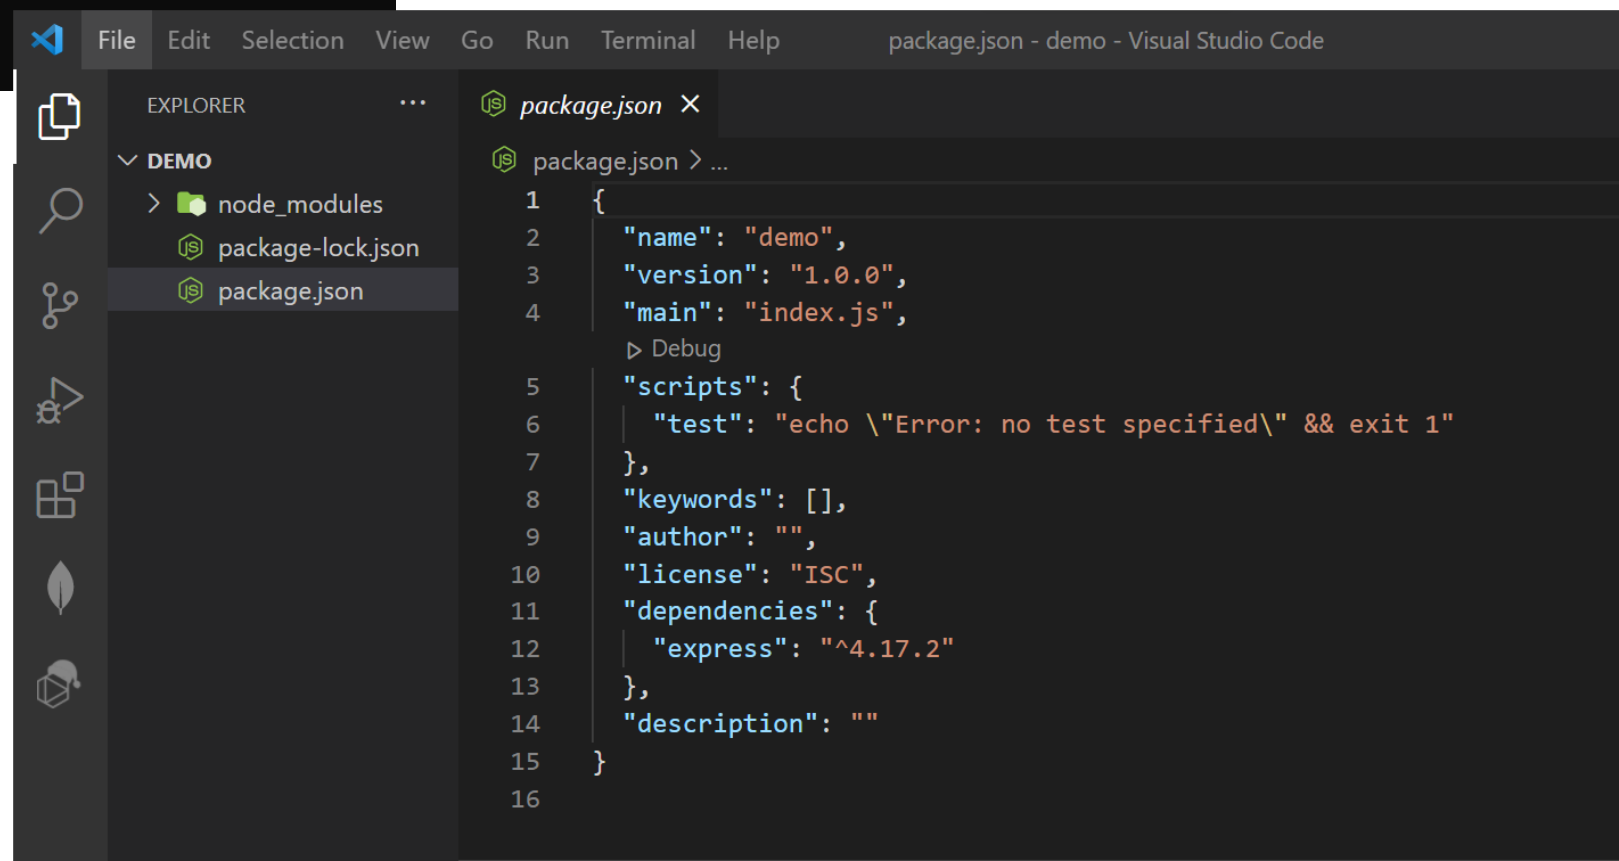 File Edit Selection View Go Run Terminal Help package.json - demo - Visual Studio Code
EXPLORER ···
DEMO
node_modules
package-lock.json
package.json
JS package.json ×
JS package.json > ...
1 {
2 "name": "demo",
3 "version": "1.0.0",
4 "main": "index.js",
Debug
5 "scripts": {
6 "test": "echo \"Error: no test specified\" && exit 1"
7 },
8 "keywords": [],
9 "author": "",
10 "license": "ISC",
11 "dependencies": {
12 "express": "^4.17.2"
13 },
14 "description": ""
15 }
16